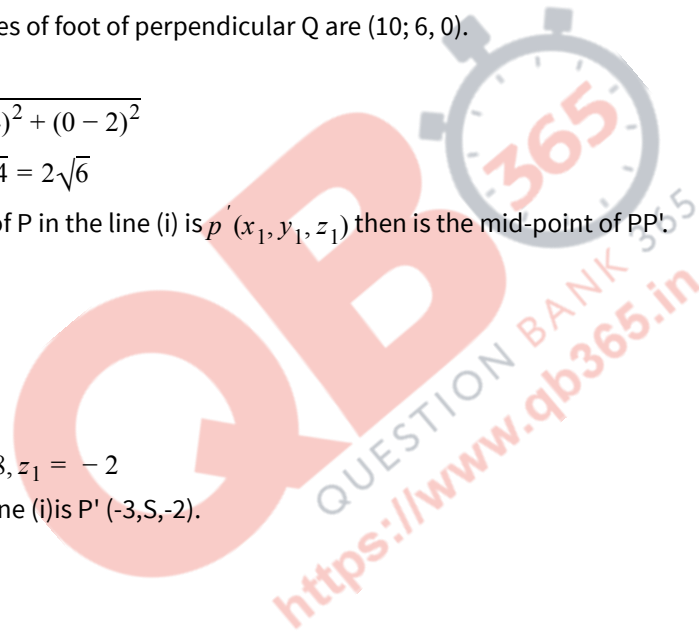 es of foot of perpendicular Q are (10; 6, 0).
)² + (0 − 2)²
4 = 2√6
of P in the line (i) is p′(x₁, y₁, z₁) then is the mid-point of PP'.
8, z₁ = − 2
ne (i)is P' (-3,S,-2).
QB
365
QUESTION BANK 365
https://www.qb365.in